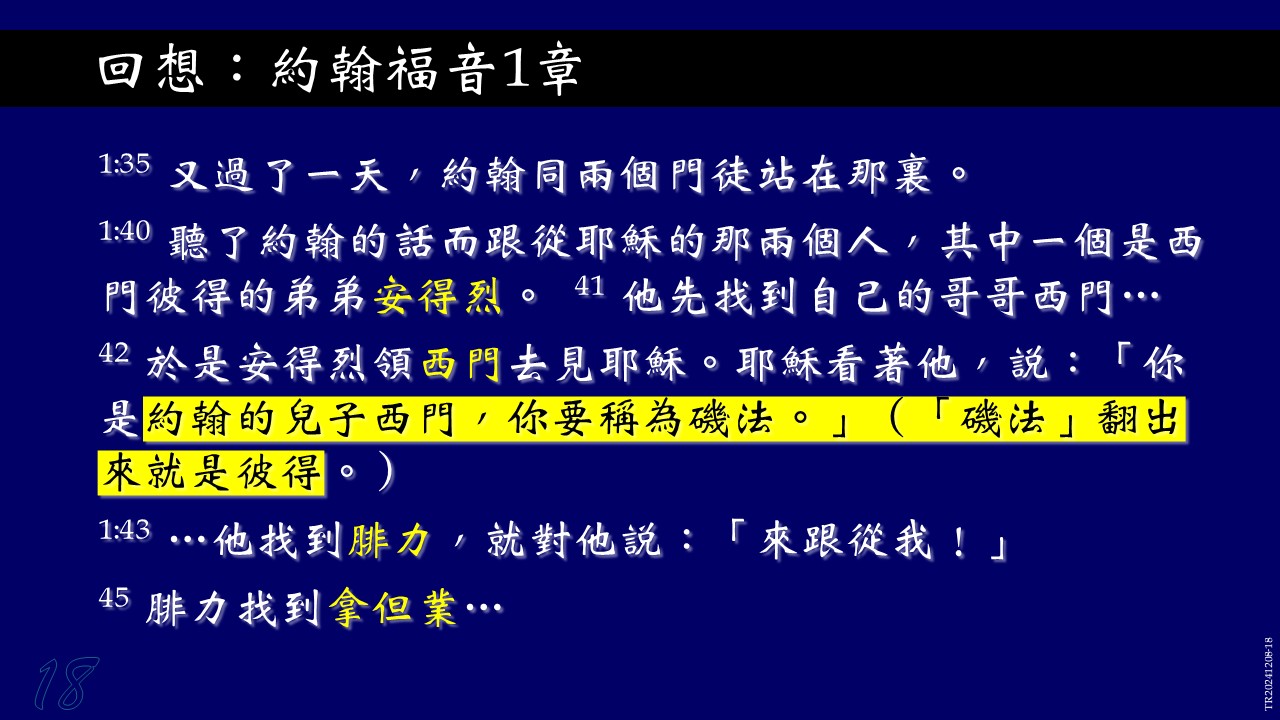 回想：約翰福音1章
1:35 又過了一天，約翰同兩個門徒站在那裏。
1:40 聽了約翰的話而跟從耶穌的那兩個人，其中一個是西
門彼得的弟弟安得烈。 41 他先找到自己的哥哥西門…
42 於是安得烈領西門去見耶穌。耶穌看著他，説：「你
是約翰的兒子西門，你要稱為磯法。」（「磯法」翻出
來就是彼得。）
1:43 …他找到腓力，就對他説：「來跟從我！」
45 腓力找到拿但業…
18
TR20241208-18